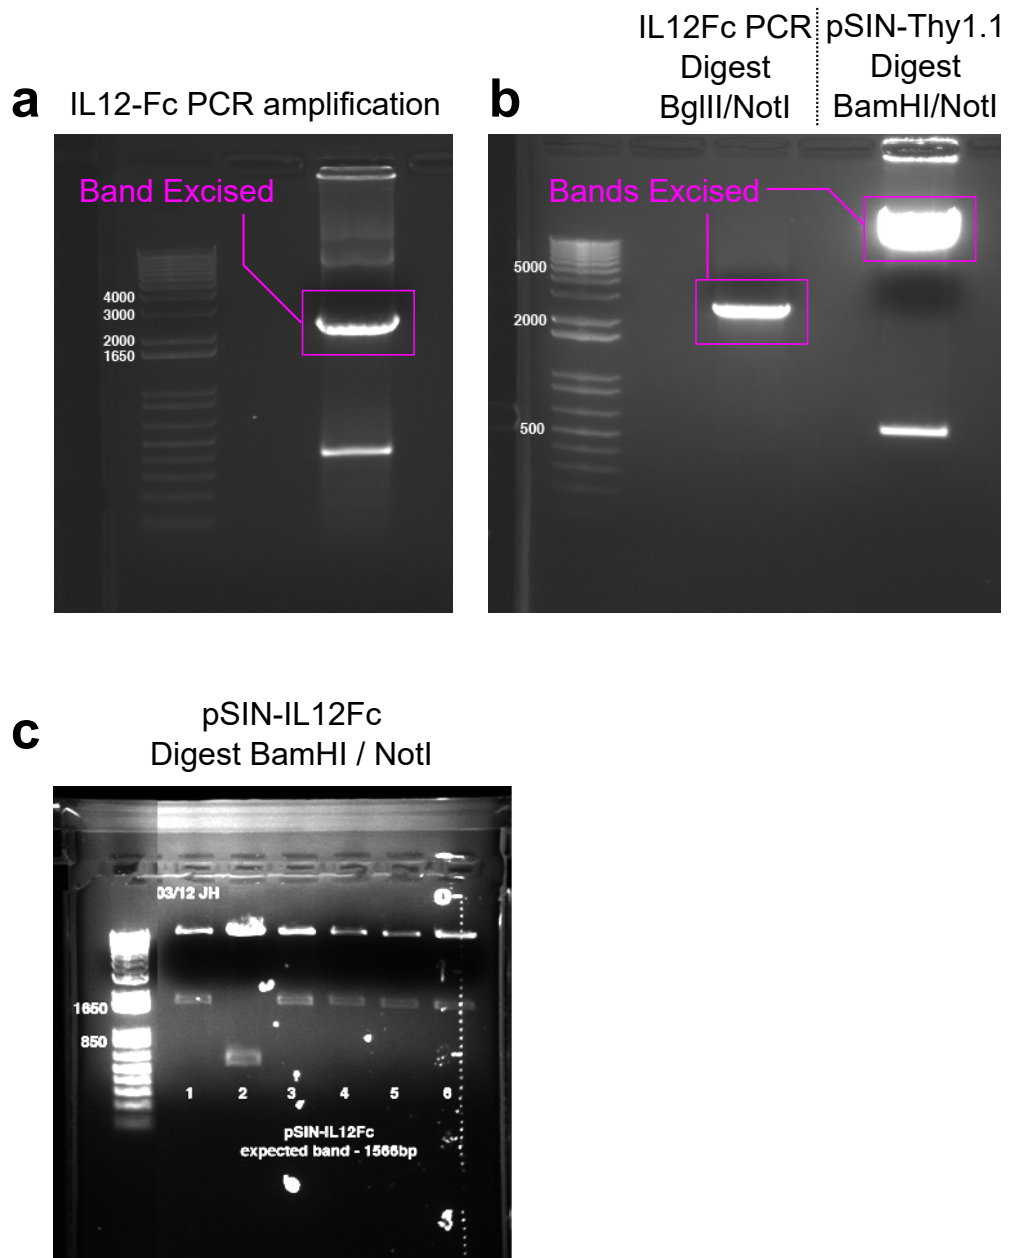 a
IL12-Fc PCR amplification
Band Excised
4000
3000
2000
1650
b
IL12Fc PCR
Digest
BglII/NotI
pSIN-Thy1.1
Digest
BamHI/NotI
Bands Excised
5000
2000
500
c
pSIN-IL12Fc
Digest BamHI / NotI
03/12 JH
1650
850
1 2 3 4 5 6
pSIN-IL12Fc
expected band - 1566bp